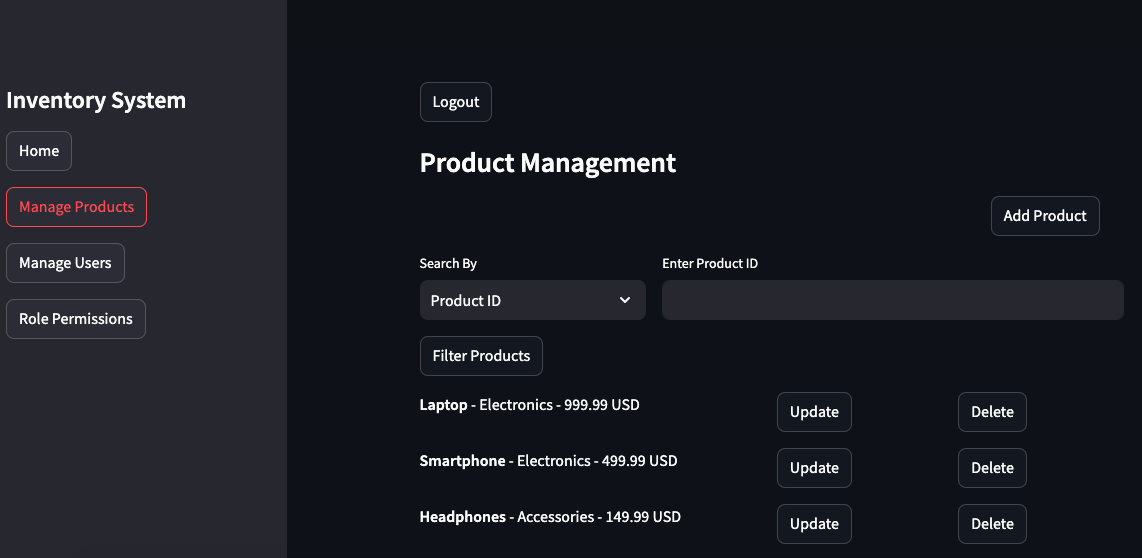 Inventory System
Home
Manage Products
Manage Users
Role Permissions
Logout
Product Management
Add Product
Search By
Enter Product ID
Product ID
Filter Products
Laptop - Electronics - 999.99 USD
Update
Delete
Smartphone - Electronics - 499.99 USD
Update
Delete
Headphones - Accessories - 149.99 USD
Update
Delete